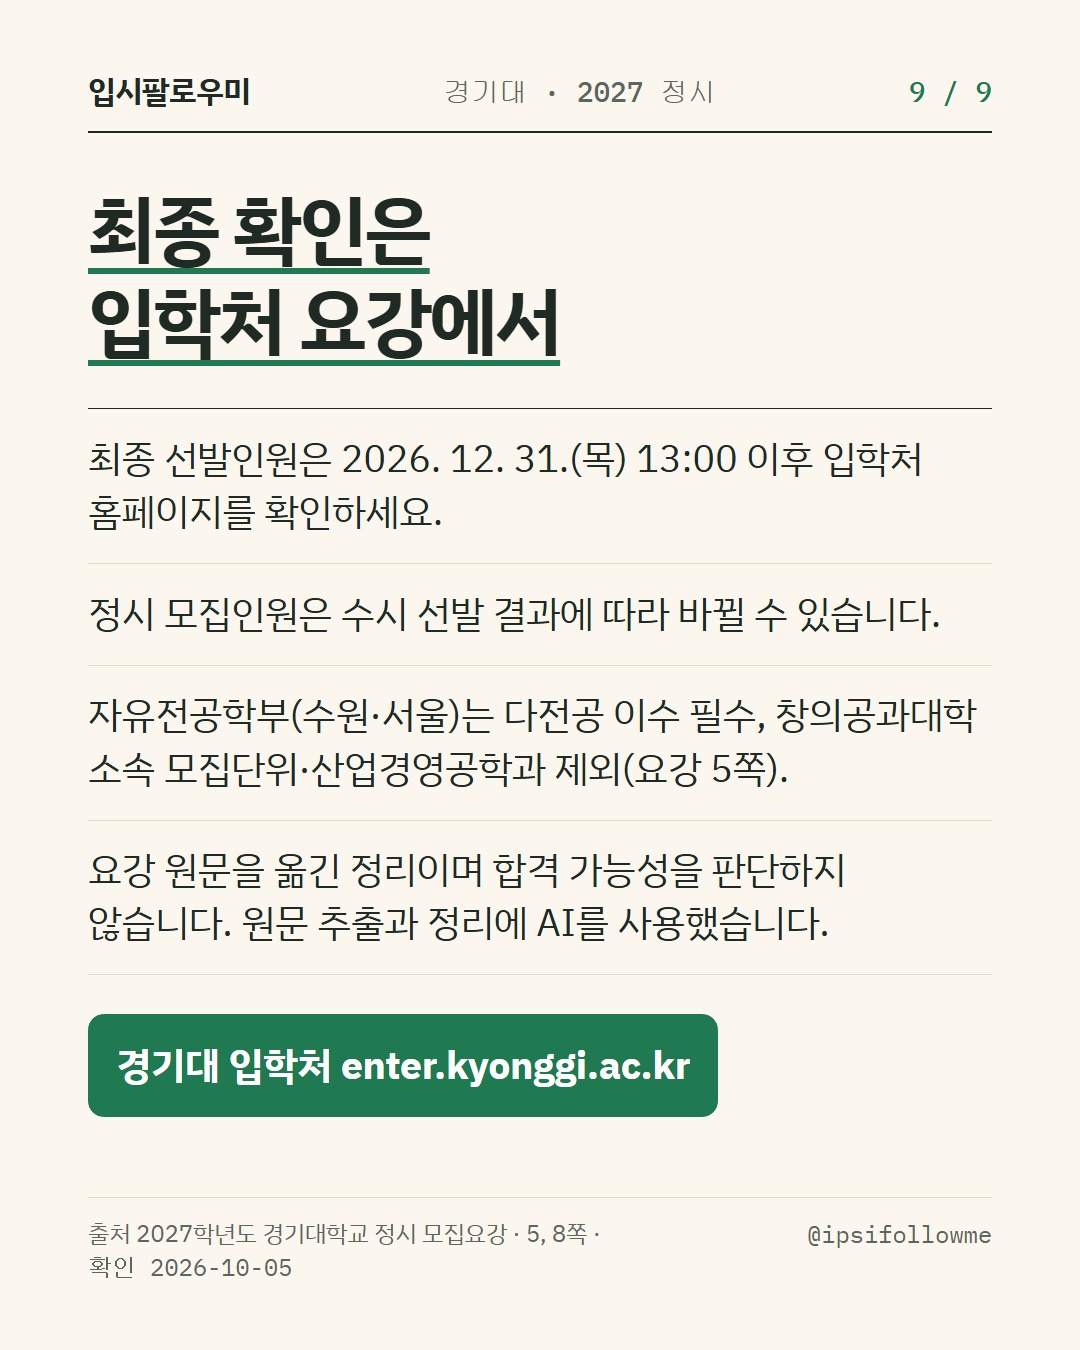 입시팔로우미
경기대 · 2027 정시
9 / 9
최종 확인은
입학처 요강에서
최종 선발인원은 2026. 12. 31.(목) 13:00 이후 입학처
홈페이지를 확인하세요.
정시 모집인원은 수시 선발 결과에 따라 바뀔 수 있습니다.
자유전공학부(수원·서울)는 다전공 이수 필수, 창의공과대학
소속 모집단위·산업경영공학과 제외(요강 5쪽).
요강 원문을 옮긴 정리이며 합격 가능성을 판단하지
않습니다. 원문 추출과 정리에 AI를 사용했습니다.
경기대 입학처 enter.kyonggi.ac.kr
출처 2027학년도 경기대학교 정시 모집요강 · 5, 8쪽 ·
확인 2026-10-05
@ipsifollowme